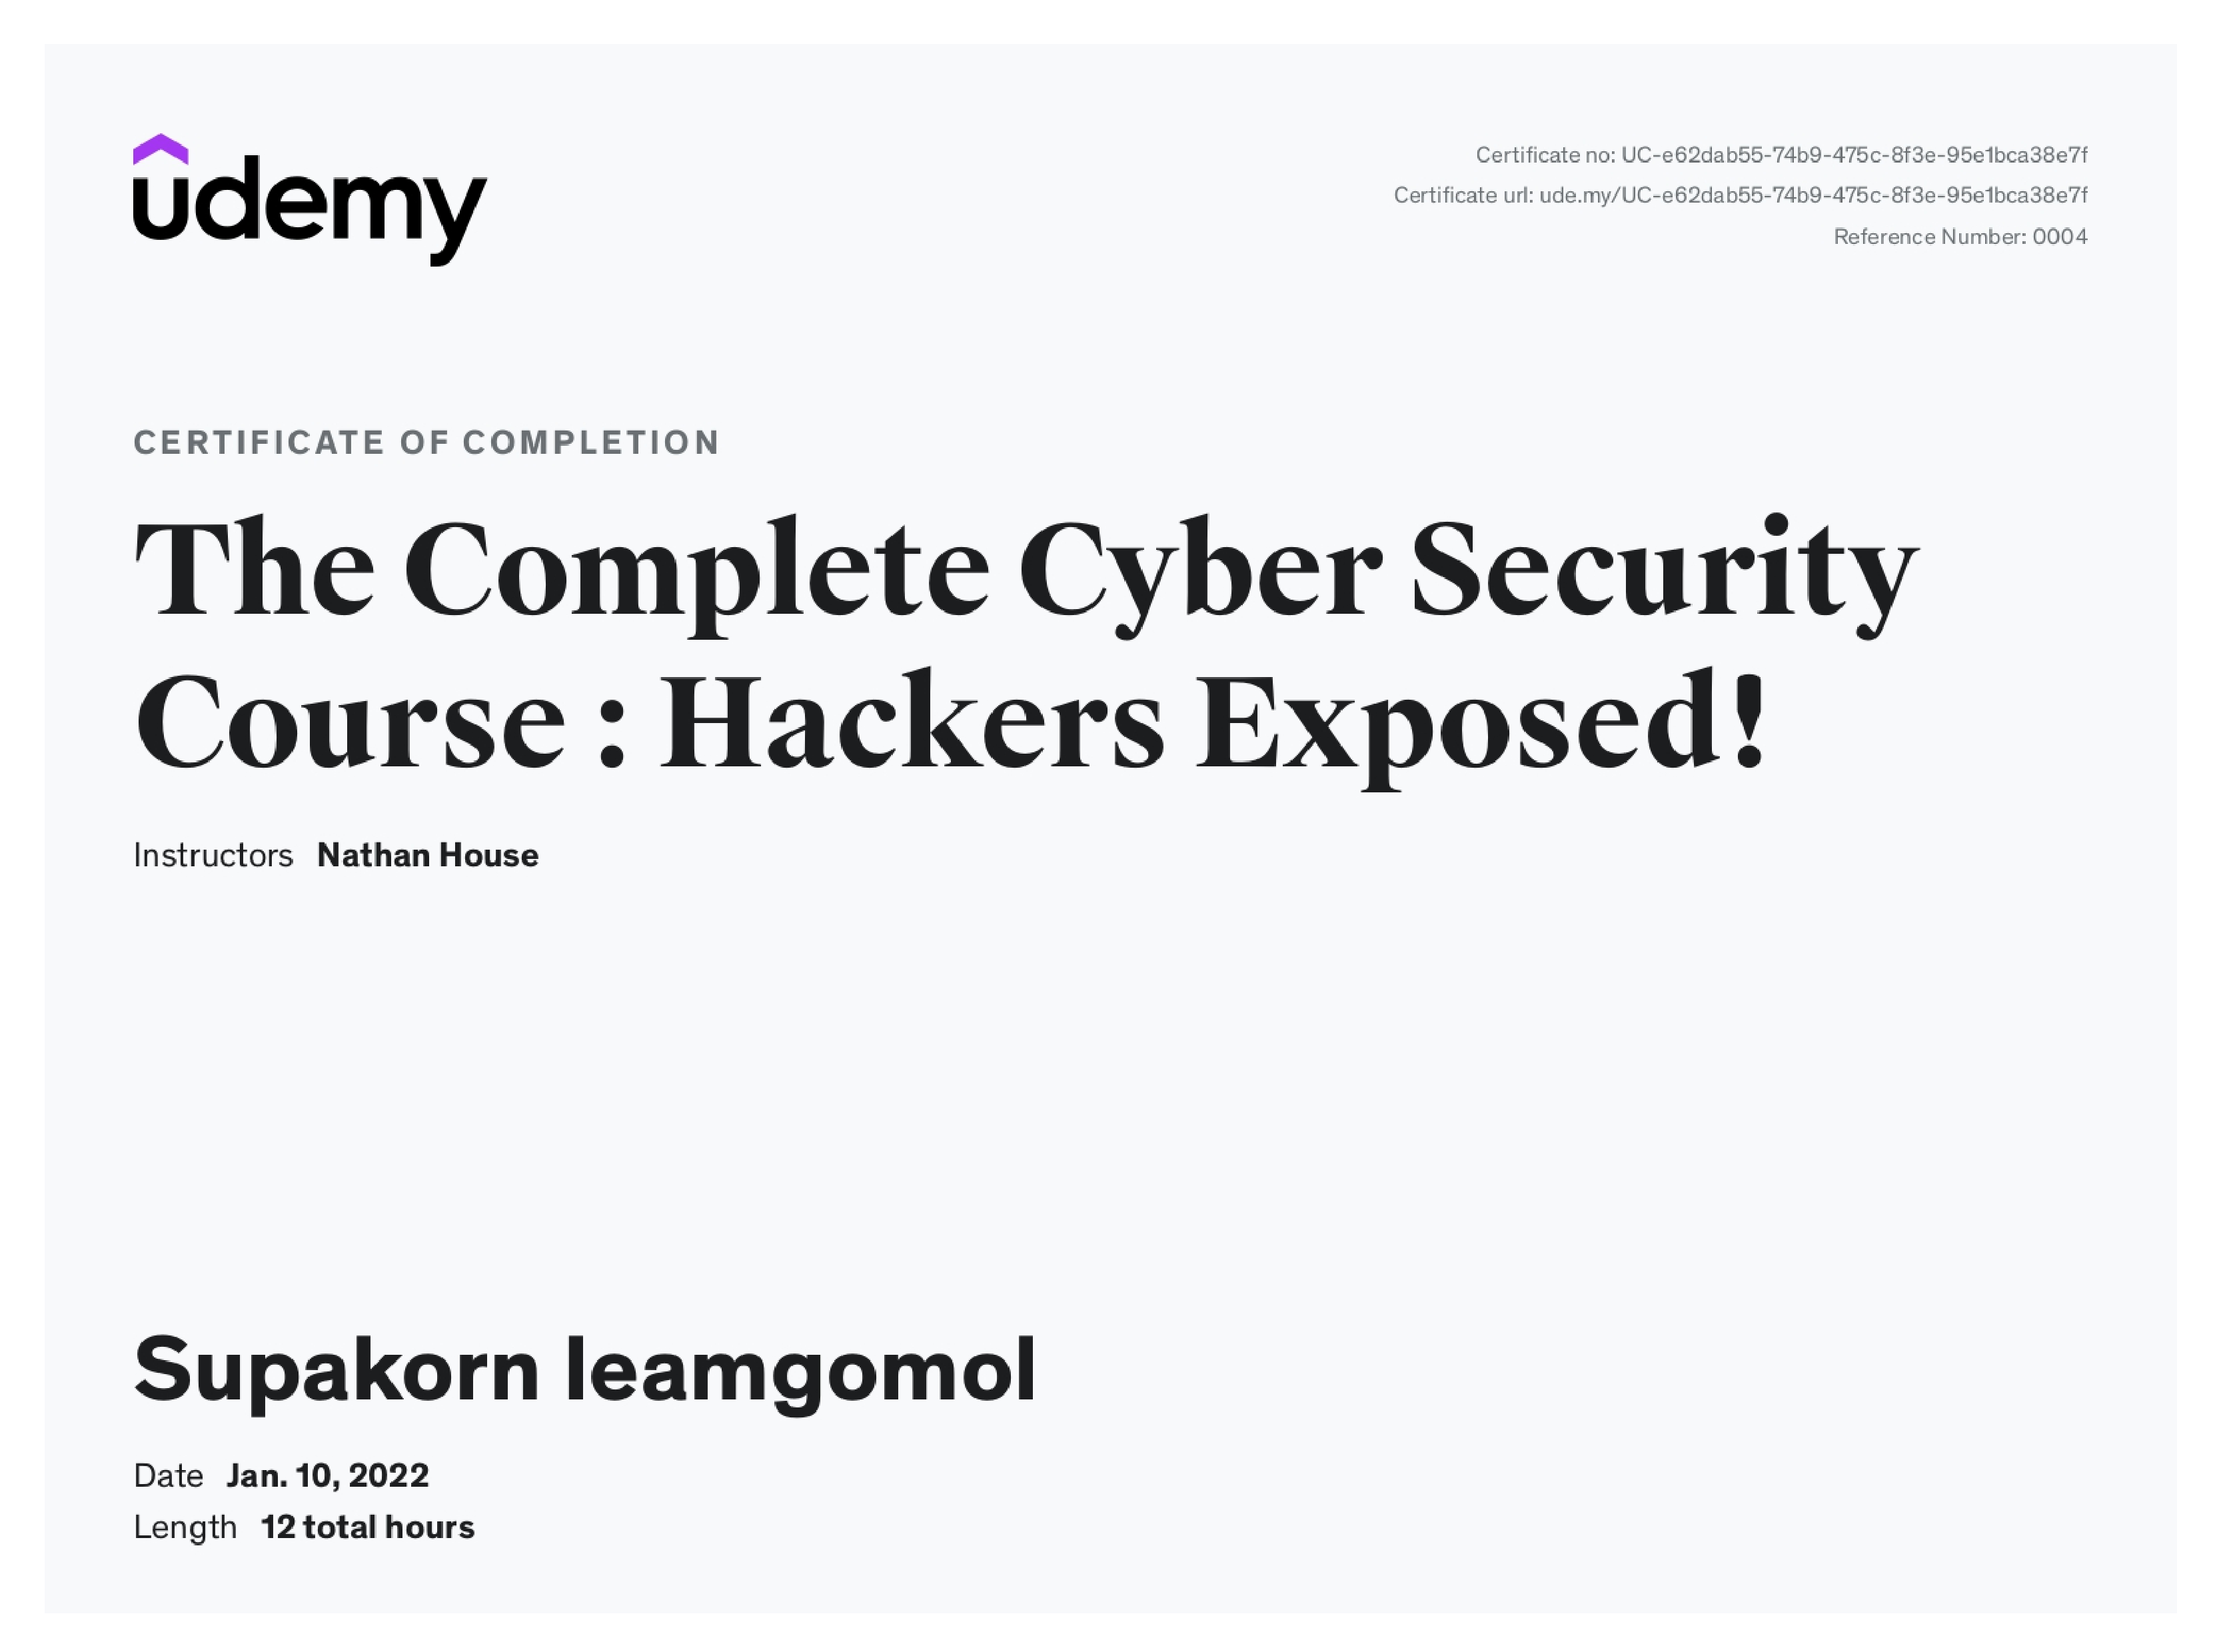 udemy
Certificate no: UC-e62dab55-74b9-475c-8f3e-95e1bca38e7f
Certificate url: ude.my/UC-e62dab55-74b9-475c-8f3e-95e1bca38e7f
Reference Number: 0004
CERTIFICATE OF COMPLETION
The Complete Cyber Security
Course : Hackers Exposed!
Instructors Nathan House
Supakorn Ieamgomol
Date Jan. 10, 2022
Length 12 total hours